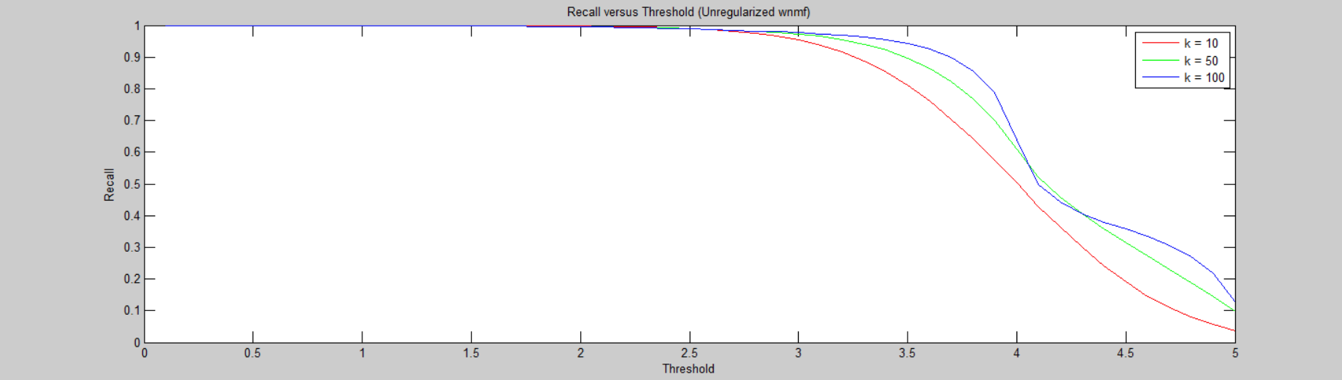 Recall versus Threshold (Unregularized wnmf)
1
0.9
0.8
0.7
0.6
0.5
0.4
0.3
0.2
0.1
0
Recall
k = 10
k = 50
k = 100
0 0.5 1 1.5 2 2.5 3 3.5 4 4.5 5
Threshold